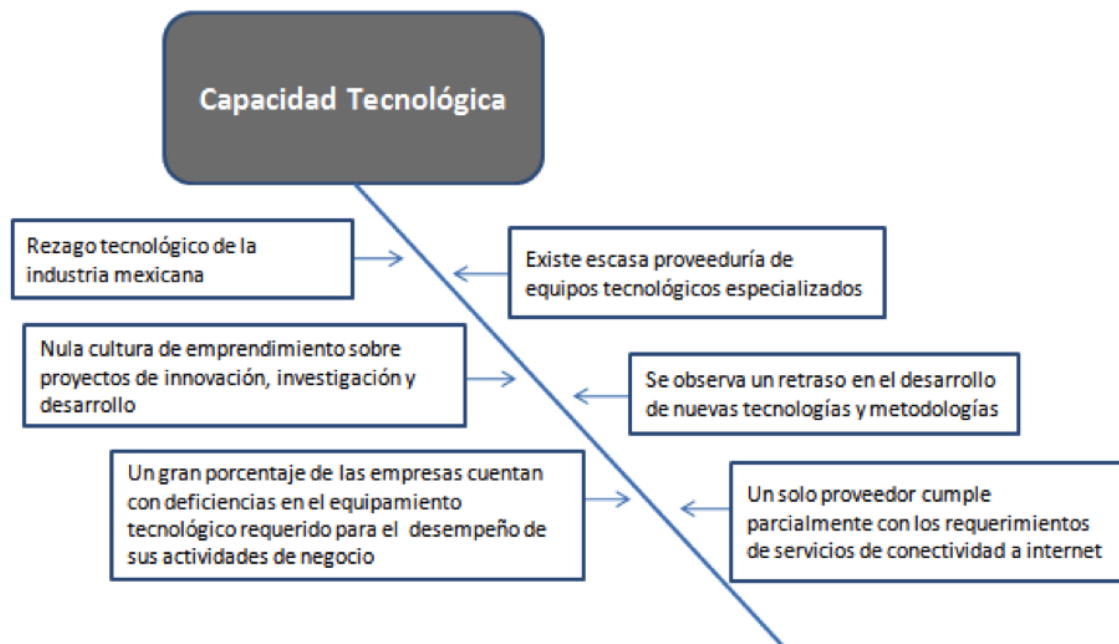 Capacidad Tecnológica
Rezago tecnológico de la
industria mexicana
Existe escasa proveeduría de
equipos tecnológicos especializados
Nula cultura de emprendimiento sobre
proyectos de innovación, investigación y
desarrollo
Se observa un retraso en el desarrollo
de nuevas tecnologías y metodologías
Un gran porcentaje de las empresas cuentan
con deficiencias en el equipamiento
tecnológico requerido para el desempeño de
sus actividades de negocio
Un solo proveedor cumple
parcialmente con los requerimientos
de servicios de conectividad a internet